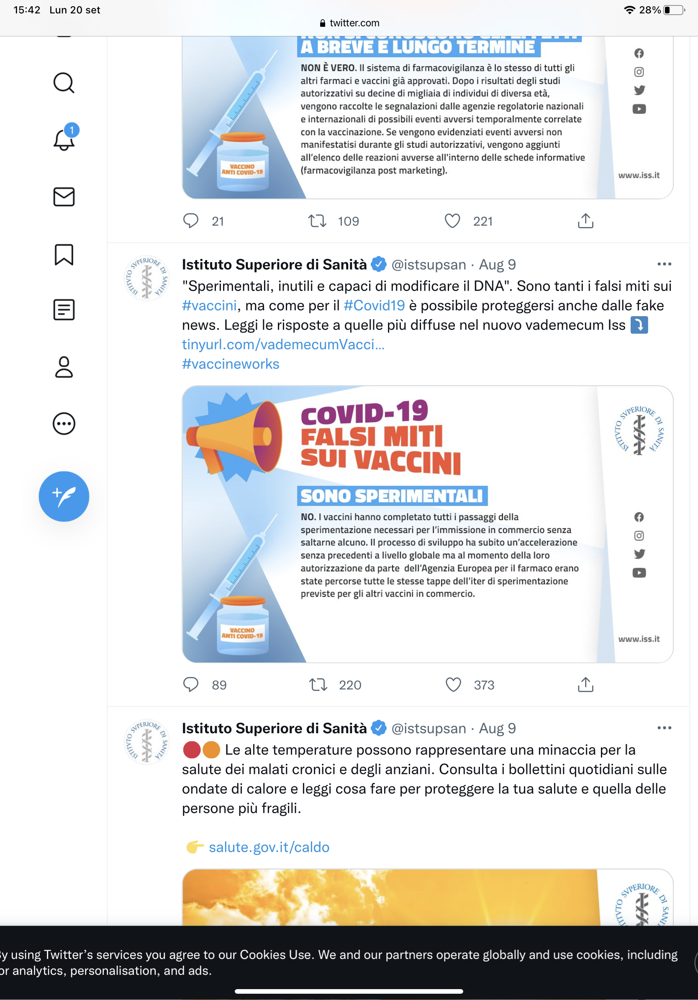 15:42 Lun 20 set
28%
twitter.com
A BREVE E LUNGO TERMINE
NON È VERO. Il sistema di farmacovigilanza è lo stesso di tutti gli
altri farmaci e vaccini già approvati. Dopo i risultati degli studi
autorizzativi su decine di migliaia di individui di diversa età,
vengono raccolte le segnalazioni dalle agenzie regolatorie nazionali
e internazionali di possibili eventi avversi temporalmente correlate
con la vaccinazione. Se vengono evidenziati eventi avversi non
manifestatisi durante gli studi autorizzativi, vengono aggiunti
all'elenco delle reazioni avverse all'interno delle schede informative
(farmacovigilanza post marketing).
VACCINO
ANTI COVID-19
www.iss.it
1
21 109 221
ISTITVTO SVPERIORE DI SANITÀ
Istituto Superiore di Sanità @istsupsan · Aug 9
"Sperimentali, inutili e capaci di modificare il DNA". Sono tanti i falsi miti sui
#vaccini, ma come per il #Covid19 è possibile proteggersi anche dalle fake
news. Leggi le risposte a quelle più diffuse nel nuovo vademecum Iss ⤵
tinyurl.com/vademecumVacci...
#vaccineworks
COVID-19
FALSI MITI
SUI VACCINI
ISTITVTO SVPERIORE DI SANITÀ
SONO SPERIMENTALI
NO. I vaccini hanno completato tutti i passaggi della
sperimentazione necessari per l'immissione in commercio senza
saltarne alcuno. Il processo di sviluppo ha subito un'accelerazione
senza precedenti a livello globale ma al momento della loro
autorizzazione da parte dell'Agenzia Europea per il farmaco erano
state percorse tutte le stesse tappe dell'iter di sperimentazione
previste per gli altri vaccini in commercio.
VACCINO
ANTI COVID-19
www.iss.it
89 220 373
ISTITVTO SVPERIORE DI SANITÀ
Istituto Superiore di Sanità @istsupsan · Aug 9
🔴🟠 Le alte temperature possono rappresentare una minaccia per la
salute dei malati cronici e degli anziani. Consulta i bollettini quotidiani sulle
ondate di calore e leggi cosa fare per proteggere la tua salute e quella delle
persone più fragili.
👉 salute.gov.it/caldo
SVPERIORE DI
using Twitter's services you agree to our Cookies Use. We and our partners operate globally and use cookies, including
analytics, personalisation, and ads.